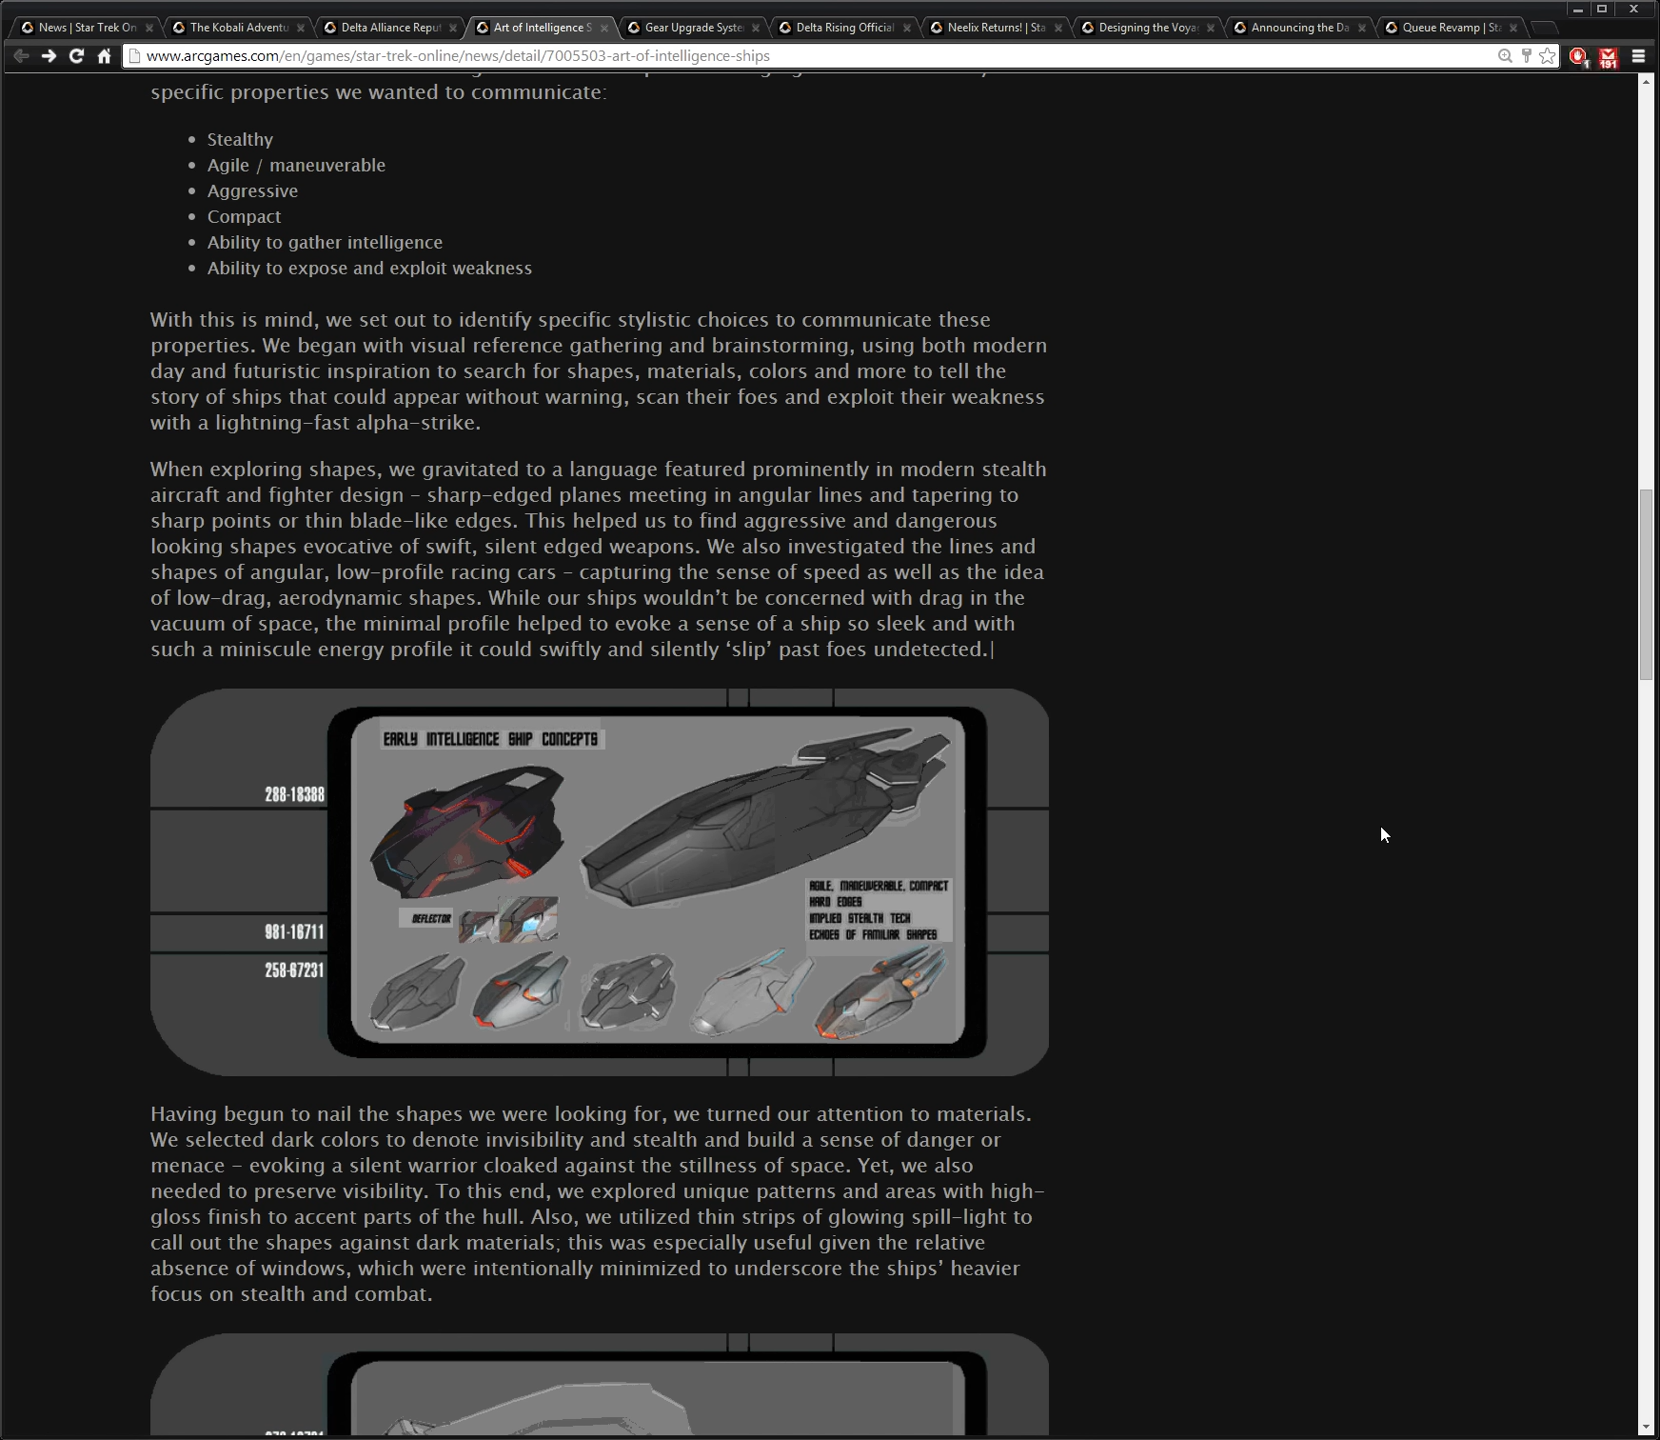 News | Star Trek On
The Kobali Adventu
Delta Alliance Reput
Art of Intelligence S
Gear Upgrade Syste
Delta Rising Official
Neelix Returns! | Sta
Designing the Voya
Announcing the Da
Queue Revamp | St
www.arcgames.com/en/games/star-trek-online/news/detail/7005503-art-of-intelligence-ships
1
191
specific properties we wanted to communicate:
• Stealthy
• Agile / maneuverable
• Aggressive
• Compact
• Ability to gather intelligence
• Ability to expose and exploit weakness
With this is mind, we set out to identify specific stylistic choices to communicate these
properties. We began with visual reference gathering and brainstorming, using both modern
day and futuristic inspiration to search for shapes, materials, colors and more to tell the
story of ships that could appear without warning, scan their foes and exploit their weakness
with a lightning-fast alpha-strike.
When exploring shapes, we gravitated to a language featured prominently in modern stealth
aircraft and fighter design – sharp-edged planes meeting in angular lines and tapering to
sharp points or thin blade-like edges. This helped us to find aggressive and dangerous
looking shapes evocative of swift, silent edged weapons. We also investigated the lines and
shapes of angular, low-profile racing cars – capturing the sense of speed as well as the idea
of low-drag, aerodynamic shapes. While our ships wouldn’t be concerned with drag in the
vacuum of space, the minimal profile helped to evoke a sense of a ship so sleek and with
such a miniscule energy profile it could swiftly and silently ‘slip’ past foes undetected.|
EARLY INTELLIGENCE SHIP CONCEPTS
288-18388
AGILE, MANEUVERABLE, COMPACT
HARD EDGES
IMPLIED STEALTH TECH
ECHOES OF FAMILIAR SHAPES
DEFLECTOR
981-16711
258-67231
Having begun to nail the shapes we were looking for, we turned our attention to materials.
We selected dark colors to denote invisibility and stealth and build a sense of danger or
menace – evoking a silent warrior cloaked against the stillness of space. Yet, we also
needed to preserve visibility. To this end, we explored unique patterns and areas with high-
gloss finish to accent parts of the hull. Also, we utilized thin strips of glowing spill-light to
call out the shapes against dark materials; this was especially useful given the relative
absence of windows, which were intentionally minimized to underscore the ships’ heavier
focus on stealth and combat.